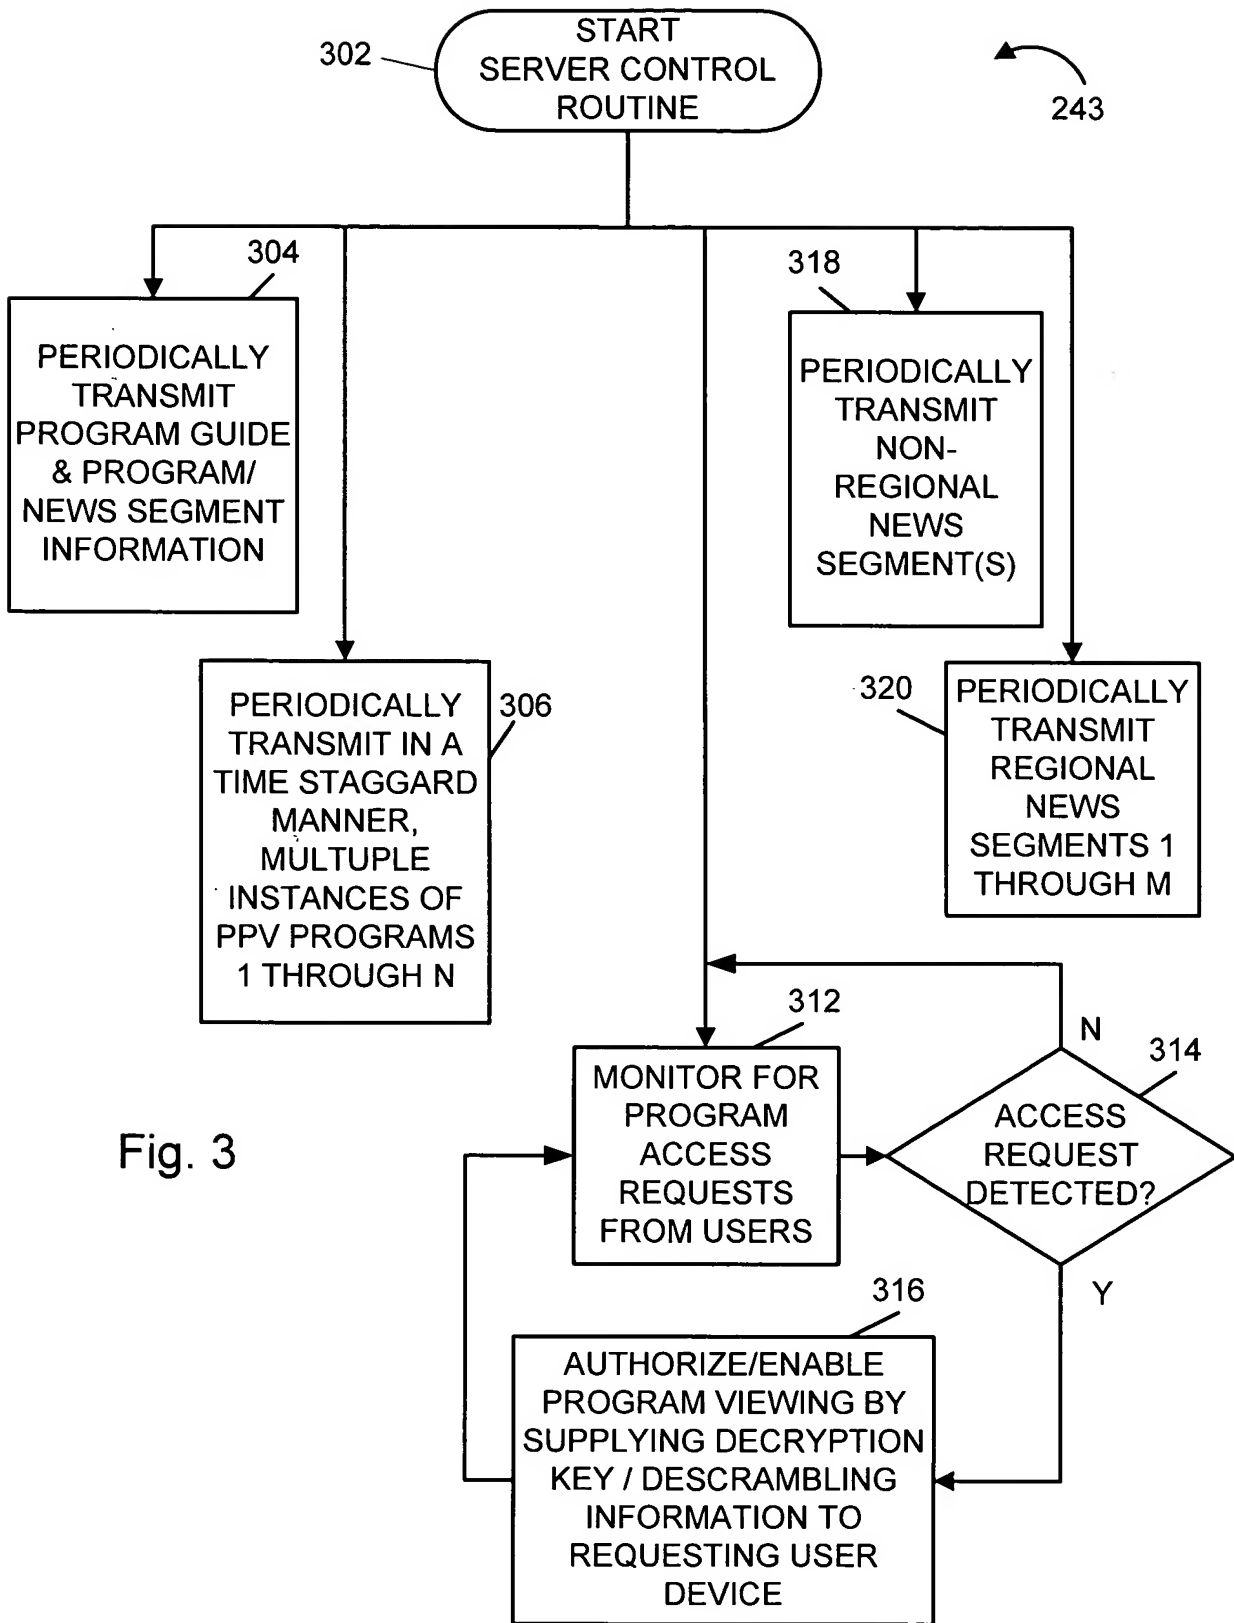 START
SERVER CONTROL
ROUTINE
302
243
304
PERIODICALLY
TRANSMIT
PROGRAM GUIDE
& PROGRAM/
NEWS SEGMENT
INFORMATION
318
PERIODICALLY
TRANSMIT
NON-
REGIONAL
NEWS
SEGMENT(S)
306
PERIODICALLY
TRANSMIT IN A
TIME STAGGARD
MANNER,
MULTUPLE
INSTANCES OF
PPV PROGRAMS
1 THROUGH N
320
PERIODICALLY
TRANSMIT
REGIONAL
NEWS
SEGMENTS 1
THROUGH M
312
MONITOR FOR
PROGRAM
ACCESS
REQUESTS
FROM USERS
N
314
ACCESS
REQUEST
DETECTED?
Y
Fig. 3
316
AUTHORIZE/ENABLE
PROGRAM VIEWING BY
SUPPLYING DECRYPTION
KEY / DESCRAMBLING
INFORMATION TO
REQUESTING USER
DEVICE